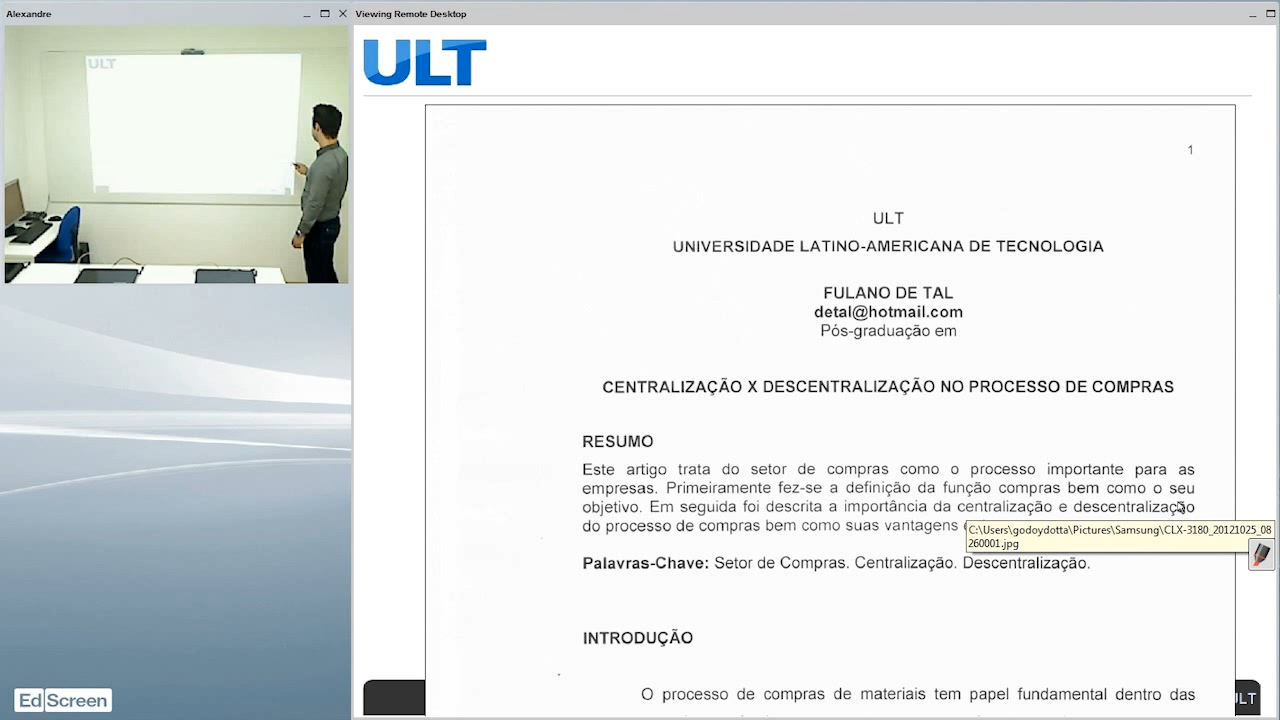 Alexandre
Viewing Remote Desktop
ULT
ULT
1
ULT
UNIVERSIDADE LATINO-AMERICANA DE TECNOLOGIA
FULANO DE TAL
detal@hotmail.com
Pós-graduação em
CENTRALIZAÇÃO X DESCENTRALIZAÇÃO NO PROCESSO DE COMPRAS
RESUMO
Este artigo trata do setor de compras como o processo importante para as
empresas. Primeiramente fez-se a definição da função compras bem como o seu
objetivo. Em seguida foi descrita a importância da centralização e descentralização
do processo de compras bem como suas vantagens
C:\Users\godoydotta\Pictures\Samsung\CLX-3180_20121025_08
260001.jpg
Palavras-Chave: Setor de Compras. Centralização. Descentralização.
INTRODUÇÃO
O processo de compras de materiais tem papel fundamental dentro das
EdScreen
ULT